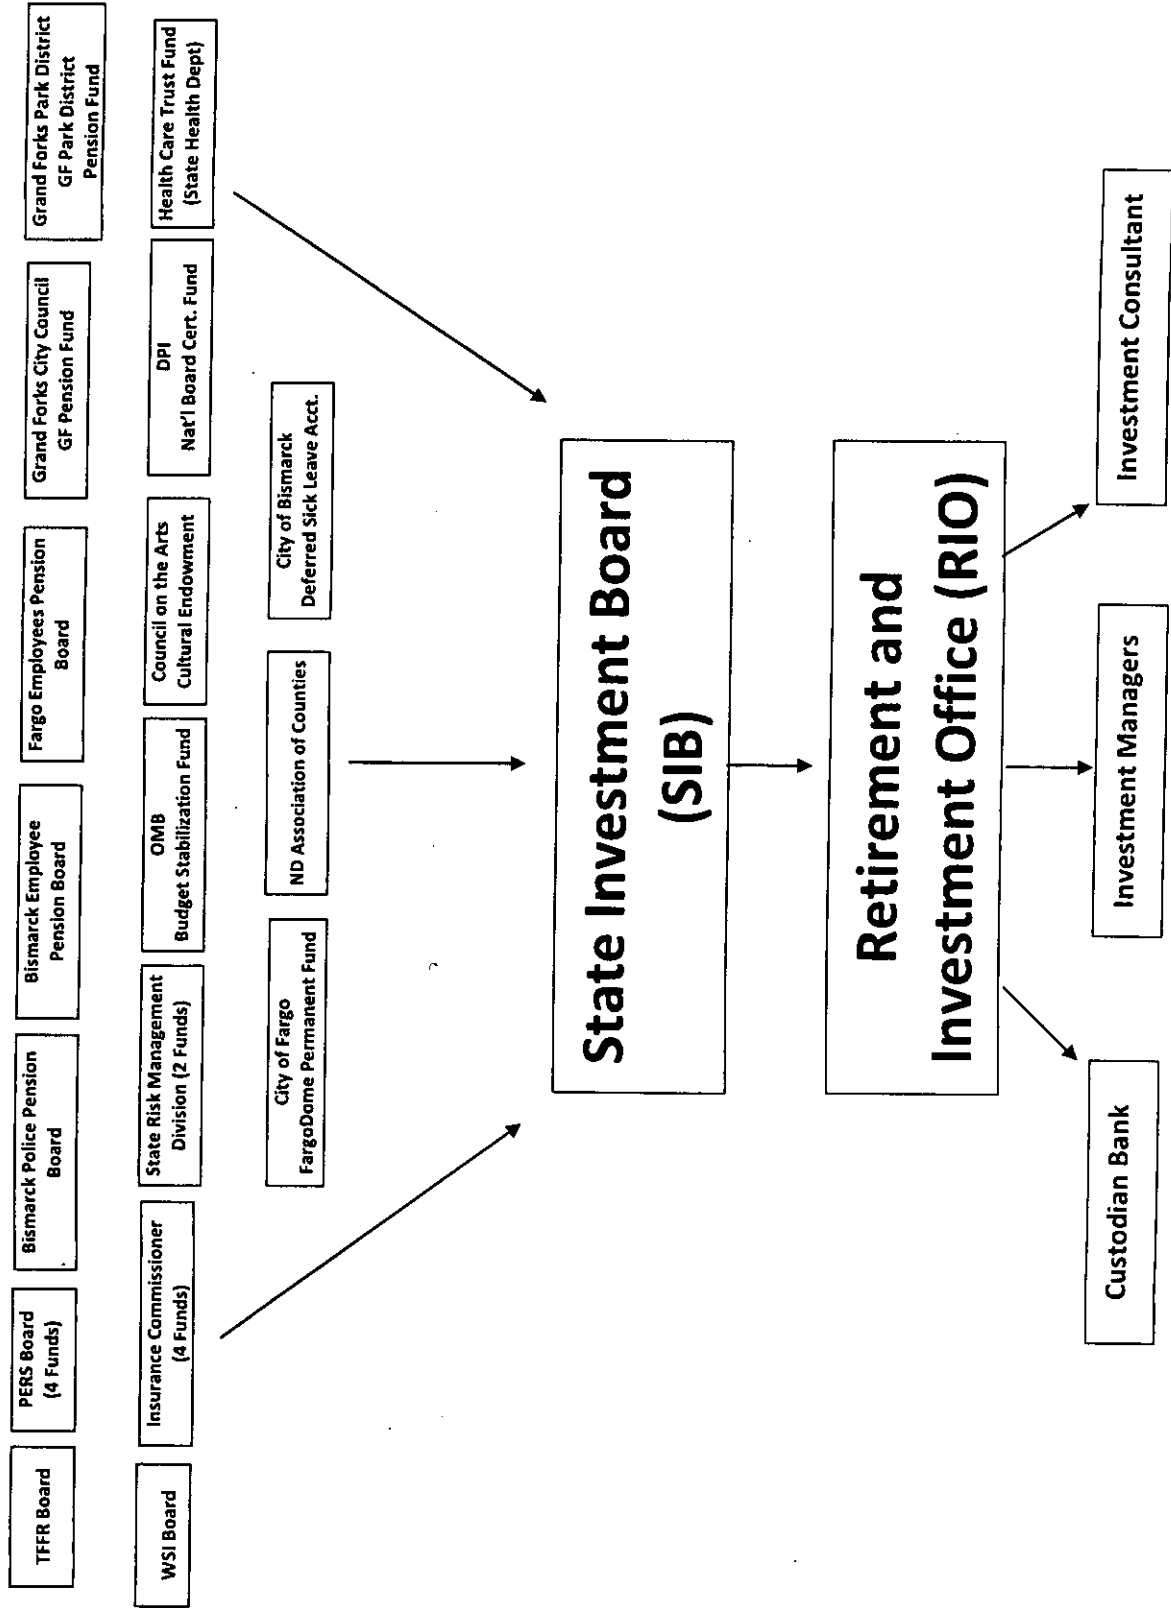 TFFR Board
PERS Board
(4 Funds)
Bismarck Police Pension
Board
Bismarck Employee
Pension Board
Fargo Employees Pension
Board
Grand Forks City Council
GF Pension Fund
Grand Forks Park District
GF Park District
Pension Fund
WSI Board
Insurance Commissioner
(4 Funds)
State Risk Management
Division (2 Funds)
OMB
Budget Stabilization Fund
Council on the Arts
Cultural Endowment
DPI
Nat'l Board Cert. Fund
Health Care Trust Fund
(State Health Dept)
City of Fargo
FargoDome Permanent Fund
ND Association of Counties
City of Bismarck
Deferred Sick Leave Acct.
State Investment Board
(SIB)
Retirement and
Investment Office (RIO)
Custodian Bank
Investment Managers
Investment Consultant